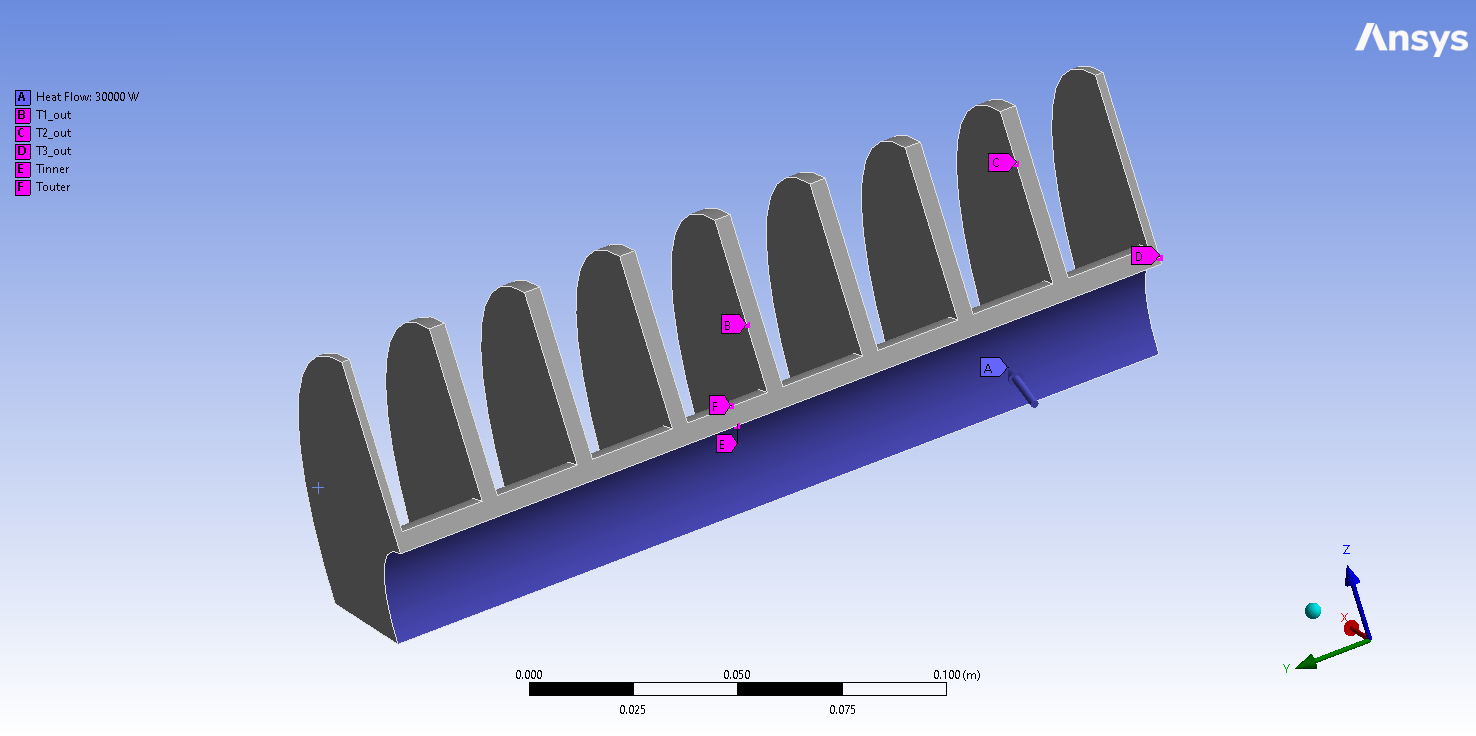 Ansys
A Heat Flow: 30000 W
B T1_out
C T2_out
D T3_out
E Tinner
F Touter
C
D
B
A
F
E
Z
X
Y
0.000 0.050 0.100 (m)
0.025 0.075